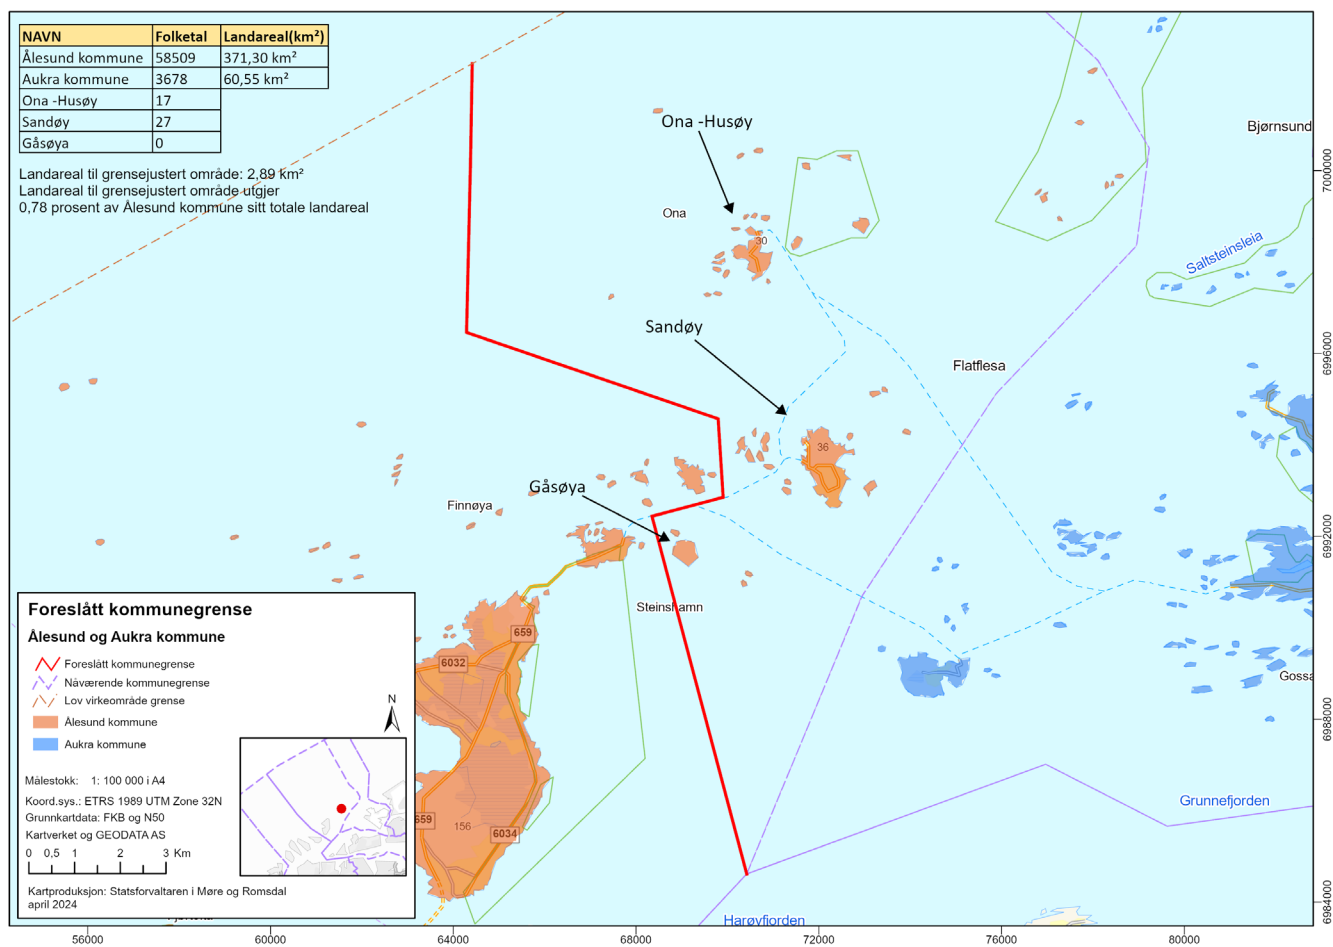 NAVN Folketal Landareal(km²)
Ålesund kommune 58509 371,30 km²
Aukra kommune 3678 60,55 km²
Ona -Husøy 17
Sandøy 27
Gåsøya 0
Landareal til grensejustert område: 2,89 km²
Landareal til grensejustert område utgjer
0,78 prosent av Ålesund kommune sitt totale landareal
Ona -Husøy
Bjørnsund
Ona
30
Saltsteinsleia
Sandøy
Flatflesa
36
Gåsøya
Finnøya
Steinshamn
659
6032
Gossa
Grunnefjorden
659
156
6034
Harøyfjorden
Foreslått kommunegrense
Ålesund og Aukra kommune
Foreslått kommunegrense
Nåværende kommunegrense
Lov virkeområde grense
Ålesund kommune
Aukra kommune
N
Målestokk: 1: 100 000 i A4
Koord.sys.: ETRS 1989 UTM Zone 32N
Grunnkartdata: FKB og N50
Kartverket og GEODATA AS
0 0,5 1 2 3 Km
Kartproduksjon: Statsforvaltaren i Møre og Romsdal
april 2024
56000 60000 64000 68000 72000 76000 80000
7000000
6996000
6992000
6988000
6984000